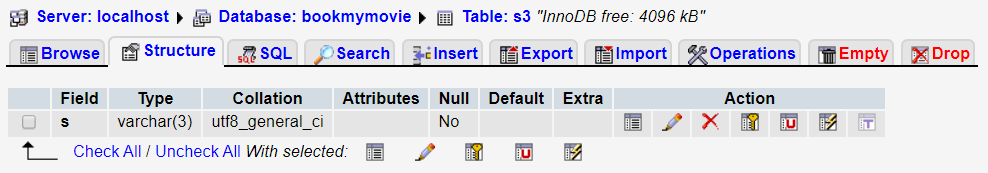 Server: localhost Database: bookmymovie Table: s3 "InnoDB free: 4096 kB"
Browse Structure SQL Search Insert Export Import Operations Empty Drop
Field Type Collation Attributes Null Default Extra Action
s varchar(3) utf8_general_ci No
Check All / Uncheck All With selected: